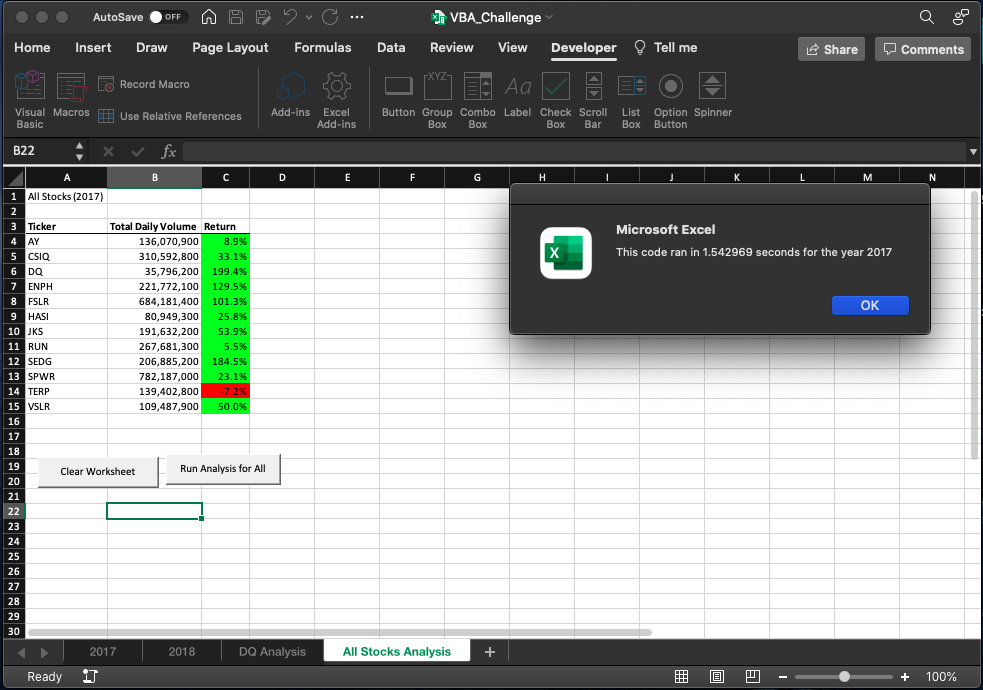 AutoSave OFF VBA_Challenge
Home Insert Draw Page Layout Formulas Data Review View Developer Tell me Share Comments
Visual Basic Macros Record Macro Use Relative References Add-ins Excel Add-ins Button XYZ Group Box Combo Box Aa Label Check Box Scroll Bar List Box Option Button Spinner
B22 fx
A B C D E F G H I J K L M N
1 All Stocks (2017)
2
3 Ticker Total Daily Volume Return
4 AY 136,070,900 8.9%
5 CSIQ 310,592,800 33.1%
6 DQ 35,796,200 199.4%
7 ENPH 221,772,100 129.5%
8 FSLR 684,181,400 101.3%
9 HASI 80,949,300 25.8%
10 JKS 191,632,200 53.9%
11 RUN 267,681,300 5.5%
12 SEDG 206,885,200 184.5%
13 SPWR 782,187,000 23.1%
14 TERP 139,402,800 -7.2%
15 VSLR 109,487,900 50.0%
16
17
18
19
20
21
22
23
24
25
26
27
28
29
30
Clear Worksheet Run Analysis for All
Microsoft Excel
This code ran in 1.542969 seconds for the year 2017
OK
2017 2018 DQ Analysis All Stocks Analysis +
Ready 100%